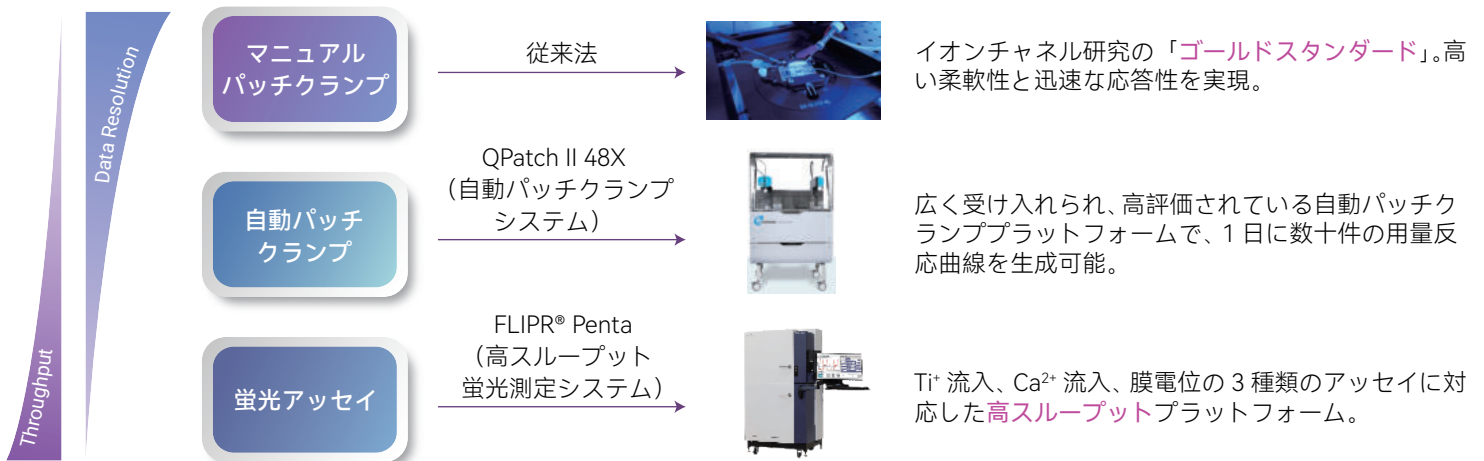 Throughput
Data Resolution
マニュアル
パッチクランプ
従来法
イオンチャネル研究の「ゴールドスタンダード」。高
い柔軟性と迅速な応答性を実現。
自動パッチ
クランプ
QPatch II 48X
（自動パッチクランプ
システム）
広く受け入れられ、高評価されている自動パッチク
ランププラットフォームで、1 日に数十件の用量反
応曲線を生成可能。
蛍光アッセイ
FLIPR® Penta
（高スループット
蛍光測定システム）
Ti⁺ 流入、Ca²⁺ 流入、膜電位の 3 種類のアッセイに対
応した高スループットプラットフォーム。